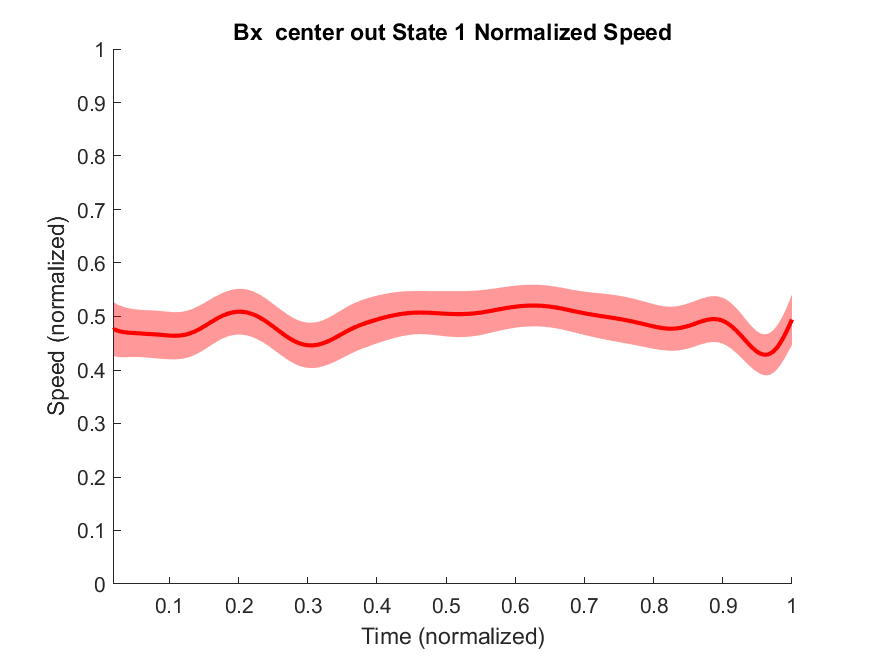 Bx  center out State 1 Normalized Speed
1
0.9
0.8
0.7
0.6
0.5
0.4
0.3
0.2
0.1
0
Speed (normalized)
0.1 0.2 0.3 0.4 0.5 0.6 0.7 0.8 0.9 1
Time (normalized)